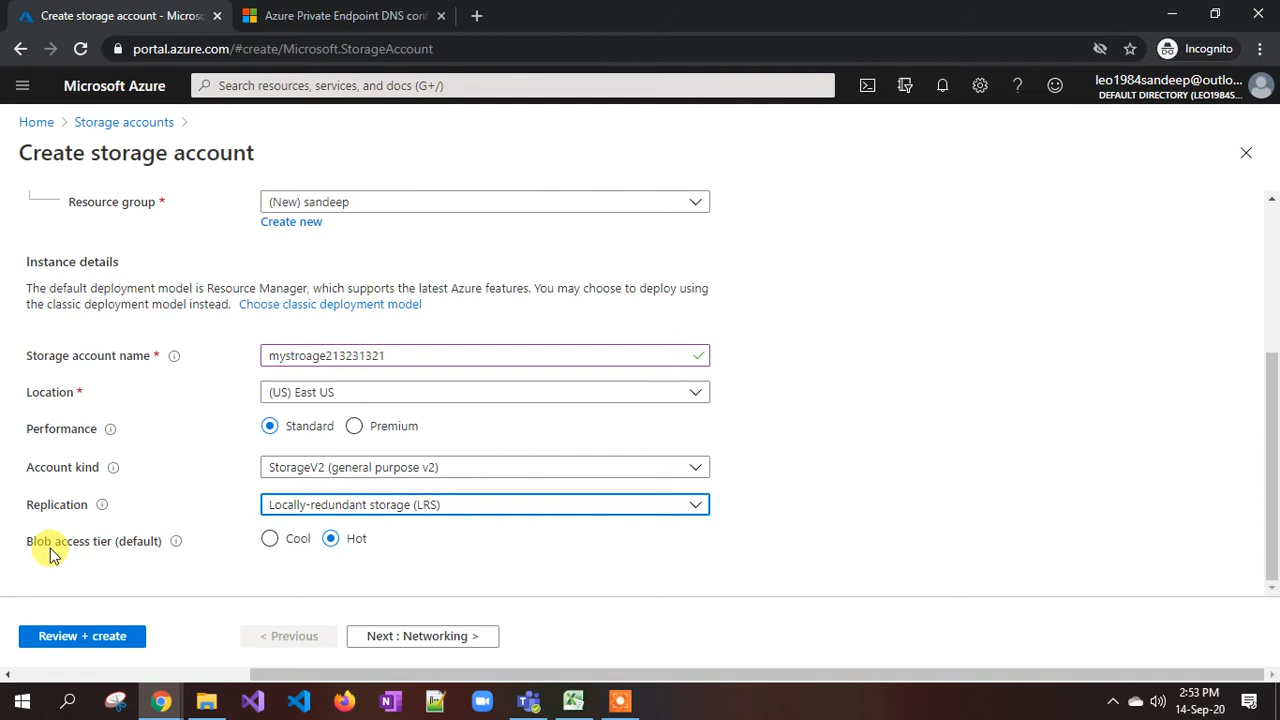 Create storage account - Micros
Azure Private Endpoint DNS conf
portal.azure.com/#create/Microsoft.StorageAccount
Incognito
Microsoft Azure
Search resources, services, and docs (G+/)
leo1984sandeep@outlo...
DEFAULT DIRECTORY (LEO1984S...
Home > Storage accounts >
Create storage account
Resource group *
(New) sandeep
Create new
Instance details
The default deployment model is Resource Manager, which supports the latest Azure features. You may choose to deploy using
the classic deployment model instead. Choose classic deployment model
Storage account name *
mystroage213231321
Location *
(US) East US
Performance
Standard
Premium
Account kind
StorageV2 (general purpose v2)
Replication
Locally-redundant storage (LRS)
Blob access tier (default)
Cool
Hot
Review + create
< Previous
Next : Networking >
2:53 PM
14-Sep-20